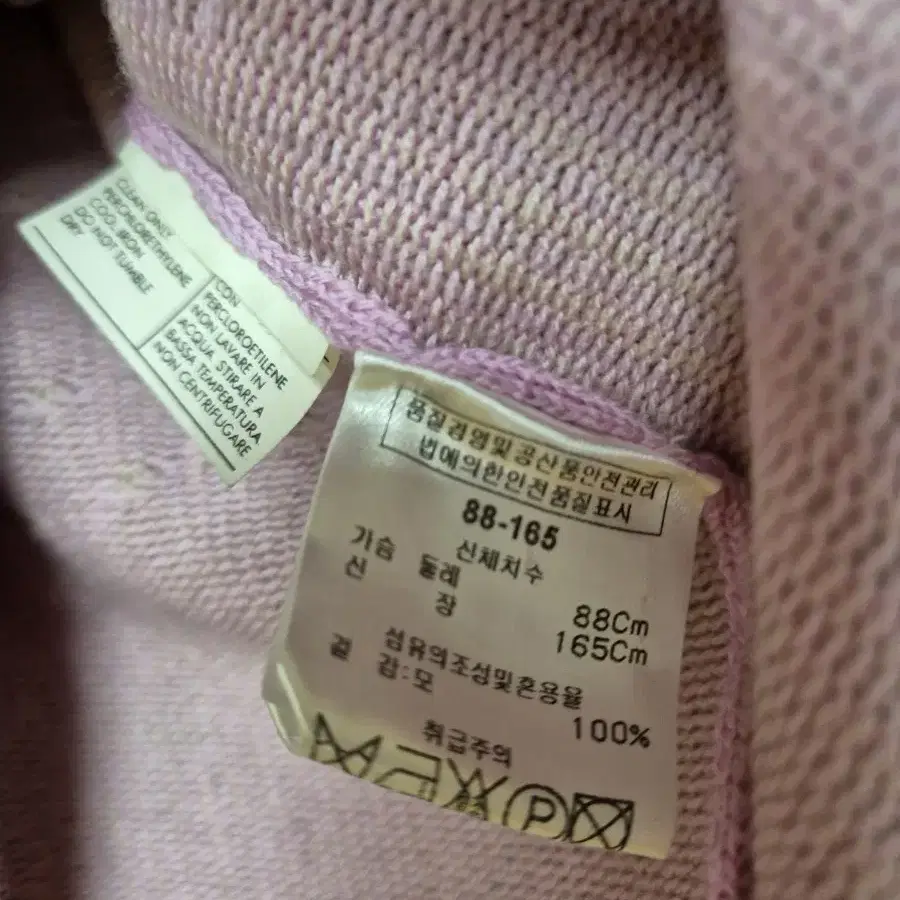 CLEAN ONLY
PERCHLORETHYLENE
COOL IRON
DO NOT TUMBLE
DRY
CON
PERCLOROETILENE
NON LAVARE IN
ACQUA STIRARE A
BASSA TEMPERATURA
NON CENTRIFUGARE
품질경영및공산품안전관리
법에의한안전품질표시
88-165
신체치수
가슴 둘레 88Cm
신 장 165Cm
섬유의조성및혼용율
겉 감:모 100%
취급주의
P